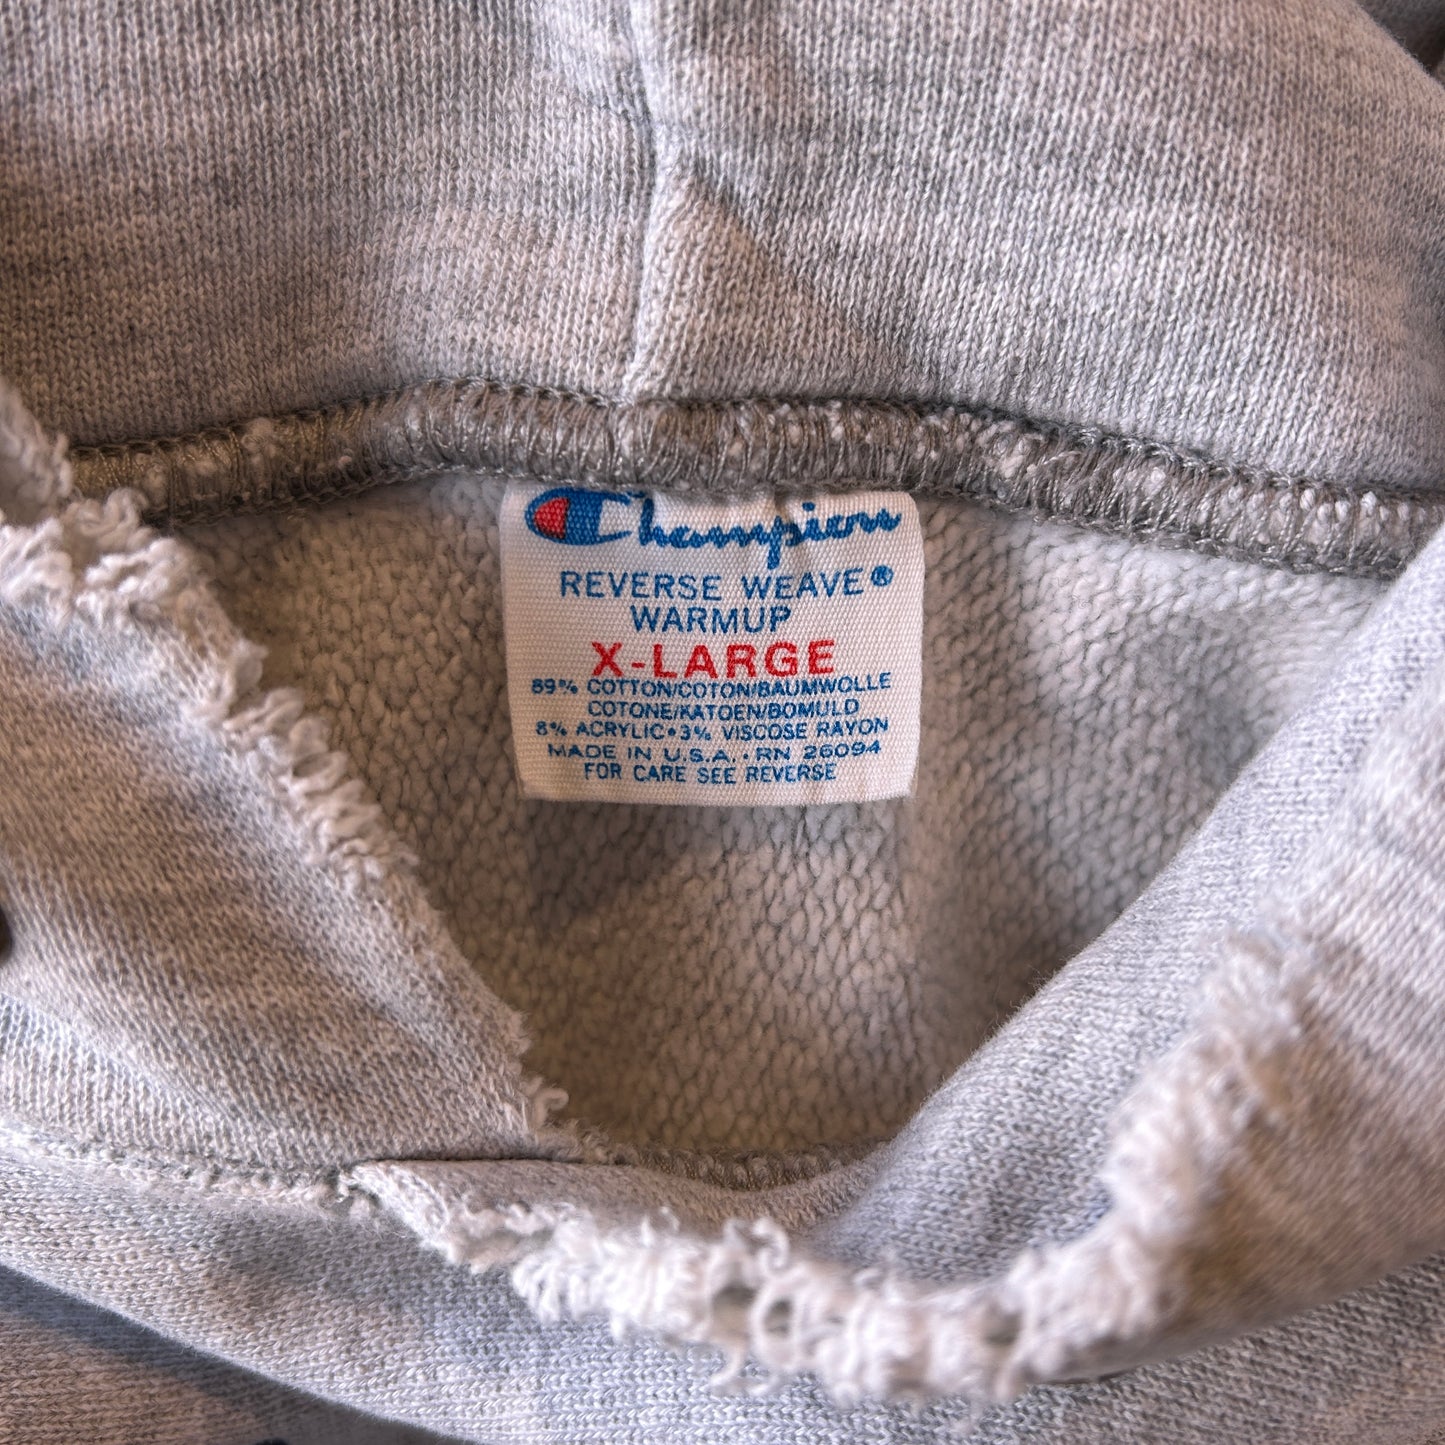 Champion
REVERSE WEAVE®
WARMUP
X-LARGE
89% COTTON/COTON/BAUMWOLLE
COTONE/KATOEN/BOMULD
8% ACRYLIC•3% VISCOSE RAYON
MADE IN U.S.A. • RN 26094
FOR CARE SEE REVERSE